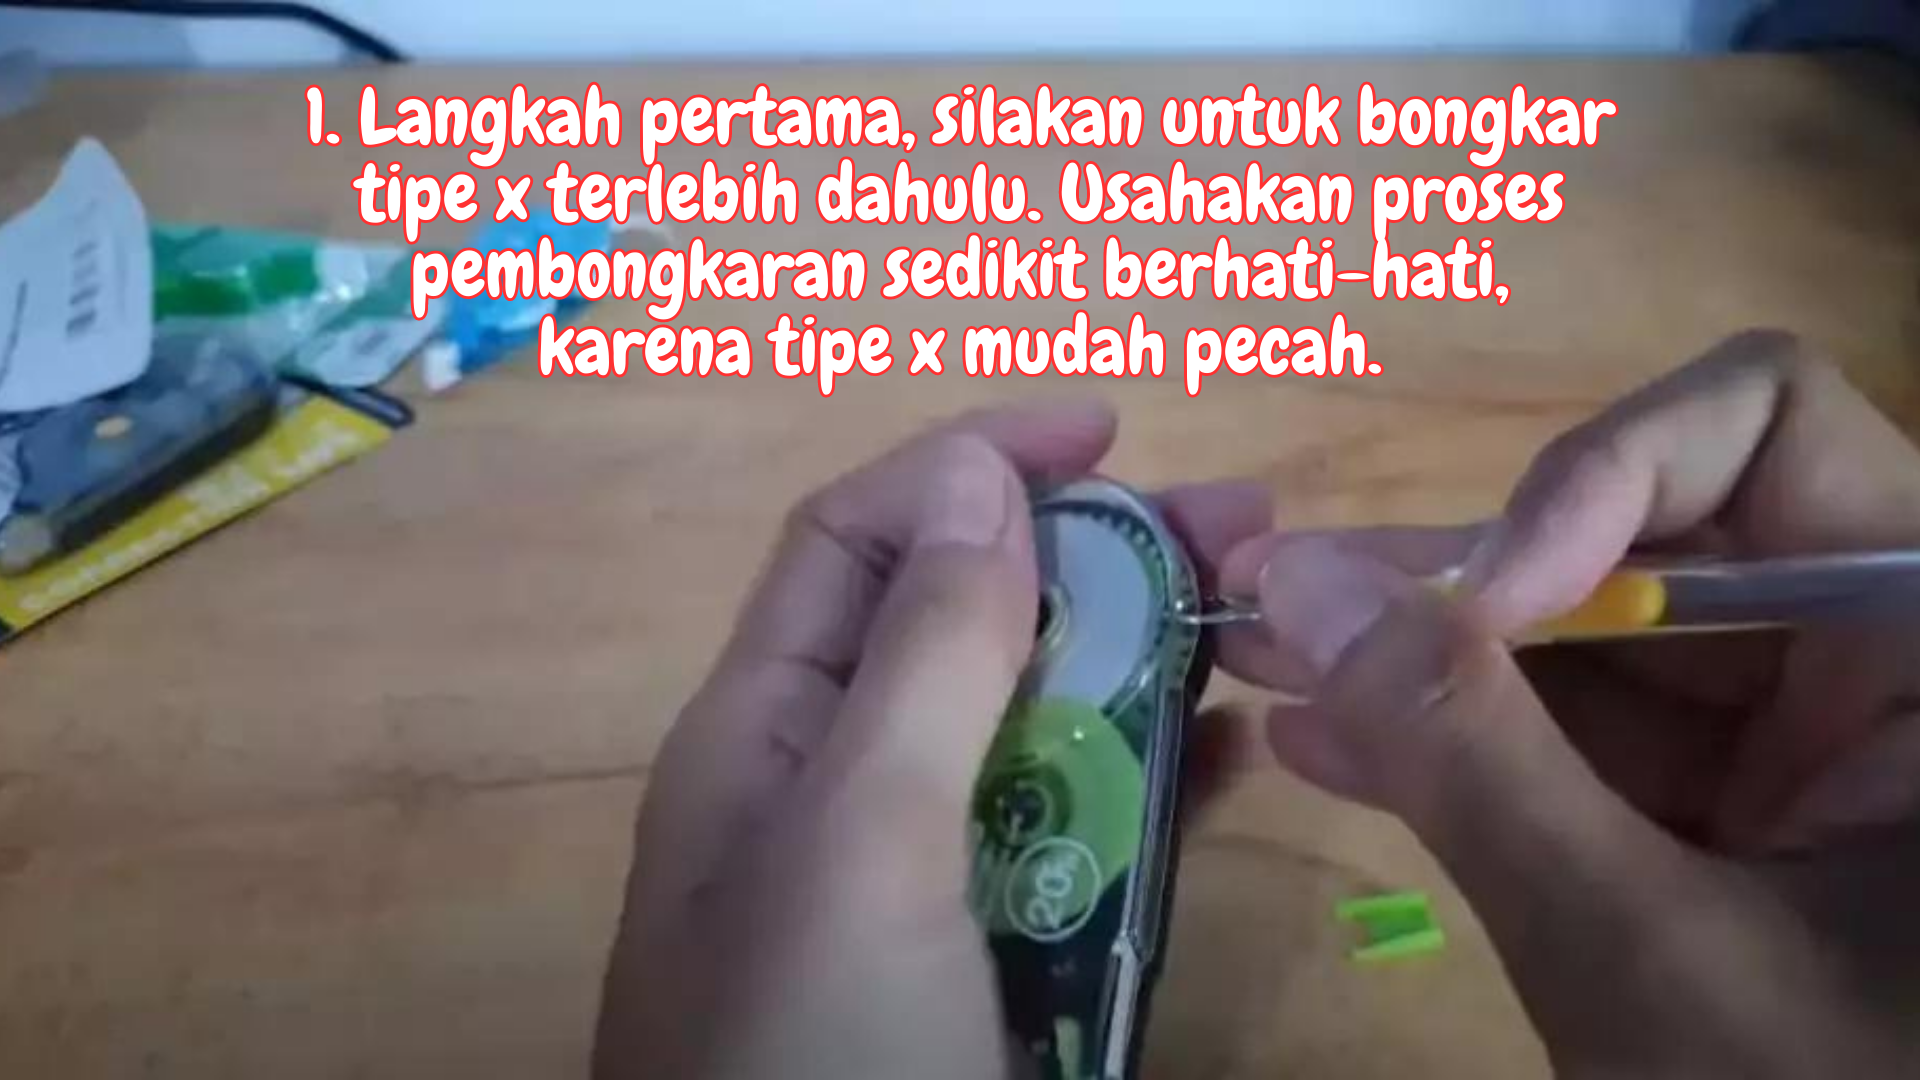 1. Langkah pertama, silakan untuk bongkar
tipe x terlebih dahulu. Usahakan proses
pembongkaran sedikit berhati-hati,
karena tipe x mudah pecah.
20